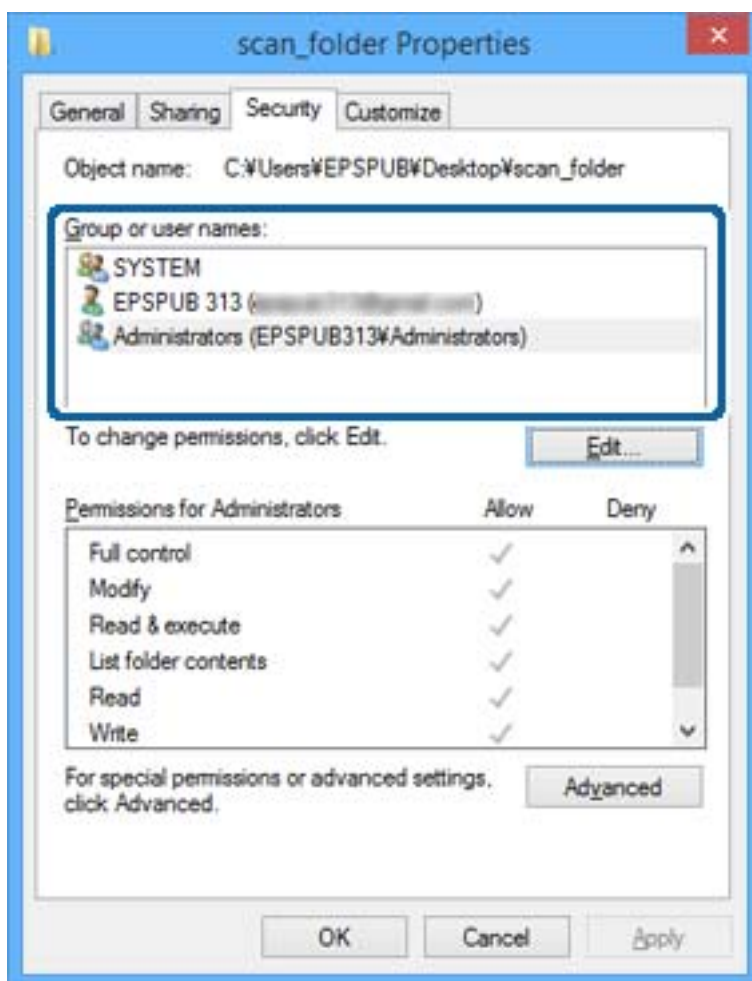 scan_folder Properties
General Sharing Security Customize
Object name: C:¥Users¥EPSPUB¥Desktop¥scan_folder
Group or user names:
SYSTEM
EPSPUB 313 ( )
Administrators (EPSPUB313¥Administrators)
To change permissions, click Edit.
Edit...
Permissions for Administrators Allow Deny
Full control
Modify
Read & execute
List folder contents
Read
Write
For special permissions or advanced settings,
click Advanced.
Advanced
OK Cancel Apply